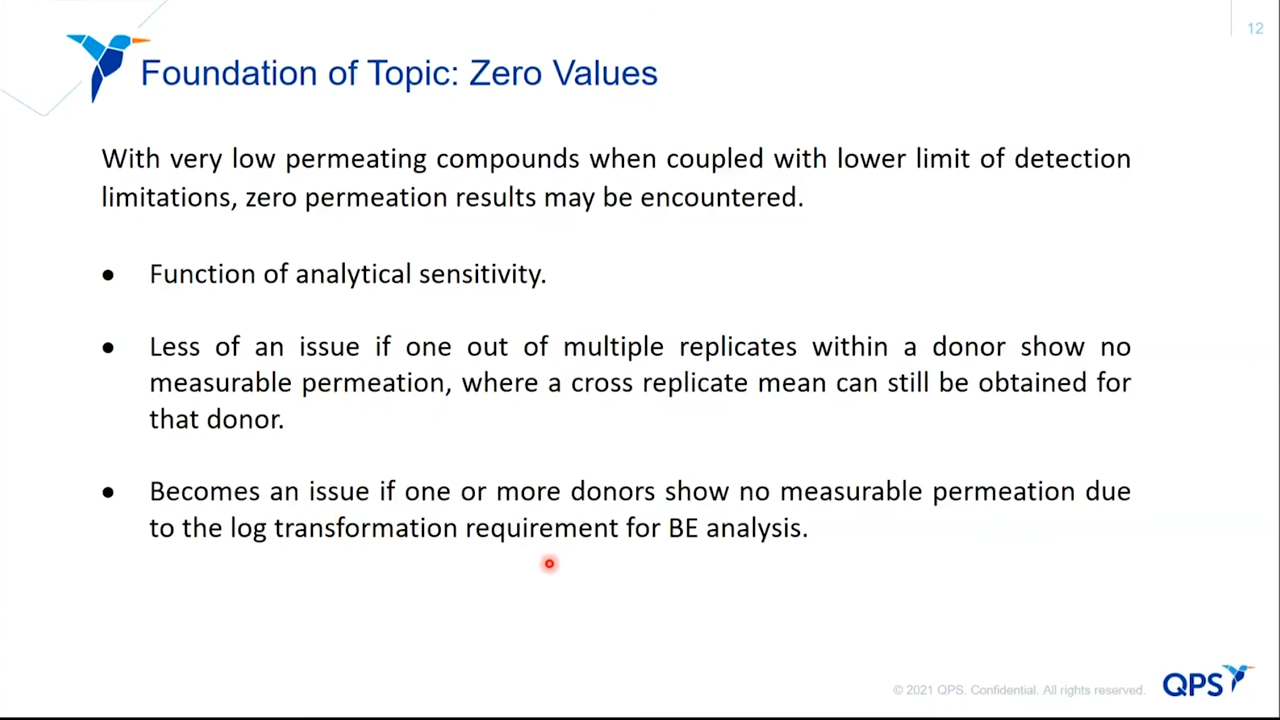 12
Foundation of Topic: Zero Values
With very low permeating compounds when coupled with lower limit of detection
limitations, zero permeation results may be encountered.
● Function of analytical sensitivity.
● Less of an issue if one out of multiple replicates within a donor show no
measurable permeation, where a cross replicate mean can still be obtained for
that donor.
● Becomes an issue if one or more donors show no measurable permeation due
to the log transformation requirement for BE analysis.
© 2021 QPS. Confidential. All rights reserved.
QPS